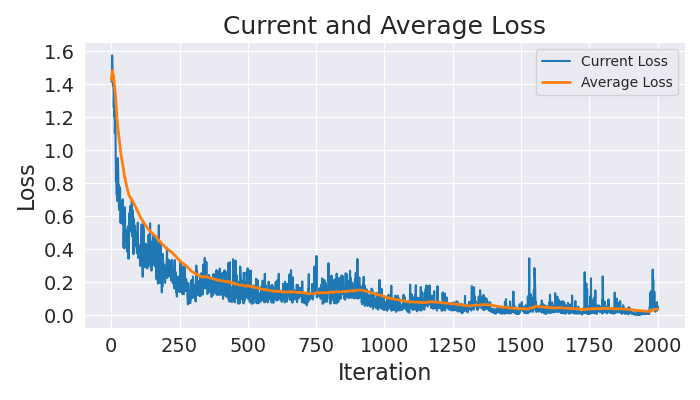 Current and Average Loss
Current Loss
Average Loss
Loss
1.6
1.4
1.2
1.0
0.8
0.6
0.4
0.2
0.0
0 250 500 750 1000 1250 1500 1750 2000
Iteration